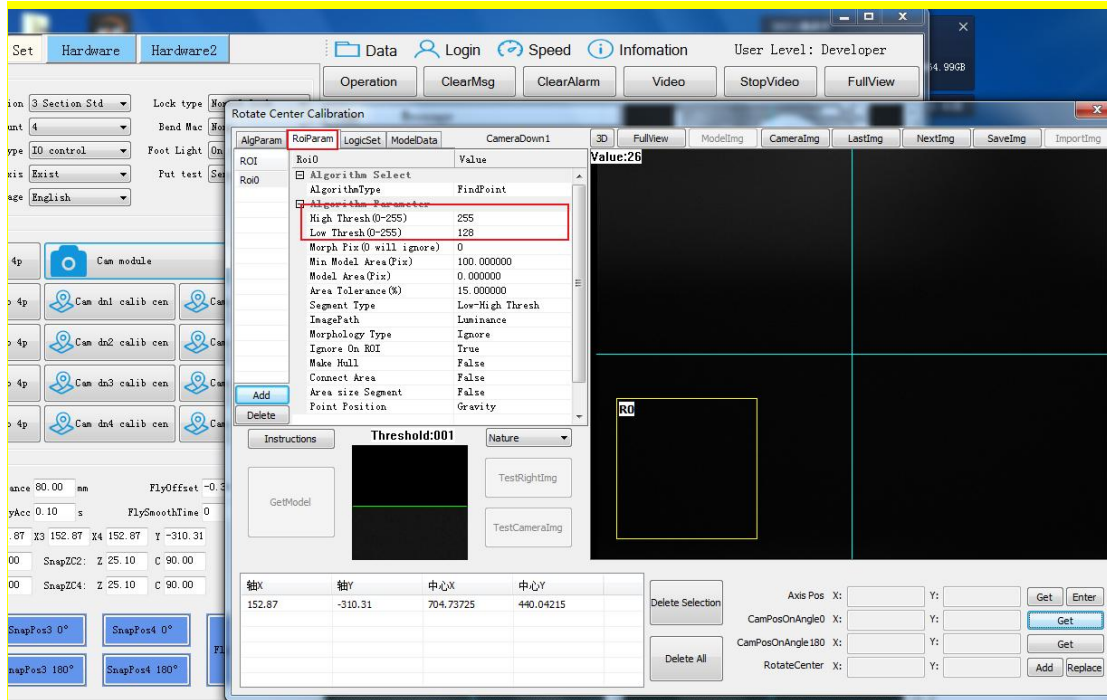 Set Hardware Hardware2 Data Login Speed Infomation User Level: Developer
Operation ClearMsg ClearAlarm Video StopVideo FullView
3 Section Std Lock type
4 Bend Mac
IO control Foot Light On
Exist Put test
English
4p Cam module
4p Cam dn1 calib cen
4p Cam dn2 calib cen
4p Cam dn3 calib cen
4p Cam dn4 calib cen
80.00 mm FlyOffset
0.10 s FlySmoothTime 0
.87 X3 152.87 X4 152.87 Y -310.31
00 SnapZC2: Z 25.10 C 90.00
00 SnapZC4: Z 25.10 C 90.00
SnapPos3 0° SnapPos4 0°
SnapPos4 180°
Rotate Center Calibration
AlgParam RoiParam LogicSet ModelData CameraDown1 3D FullView ModelImg CameraImg LastImg NextImg SaveImg ImportImg
ROI Roi0 Value
Roi0
Algorithm Select
AlgorithmType FindPoint
Algorithm Parameter
High Thresh(0-255) 255
Low Thresh(0-255) 128
Morph Pix(0 will ignore) 0
Min Model Area(Pix) 100.000000
Model Area(Pix) 0.000000
Area Tolerance(%) 15.000000
Segment Type Low-High Thresh
ImagePath Luminance
Morphology Type Ignore
Ignore On ROI True
Make Hull False
Connect Area False
Area size Segment False
Point Position Gravity
Add
Delete
Value:26
R0
Instructions Threshold:001 Nature
GetModel TestRightImg
TestCameraImg
轴X 轴Y 中心X 中心Y
152.87 -310.31 704.73725 440.04215
Delete Selection
Delete All
Axis Pos X: Y: Get Enter
CamPosOnAngle0 X: Y: Get
CamPosOnAngle180 X: Y: Get
RotateCenter X: Y: Add Replace